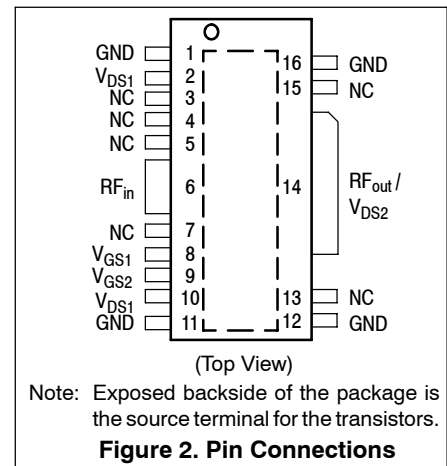 GND 1 16 GND
VDS1 2 15 NC
NC 3
NC 4
NC 5
RFin 6 14 RFout /
VDS2
NC 7
VGS1 8
VGS2 9
VDS1 10 13 NC
GND 11 12 GND
(Top View)
Note: Exposed backside of the package is
the source terminal for the transistors.
Figure 2. Pin Connections